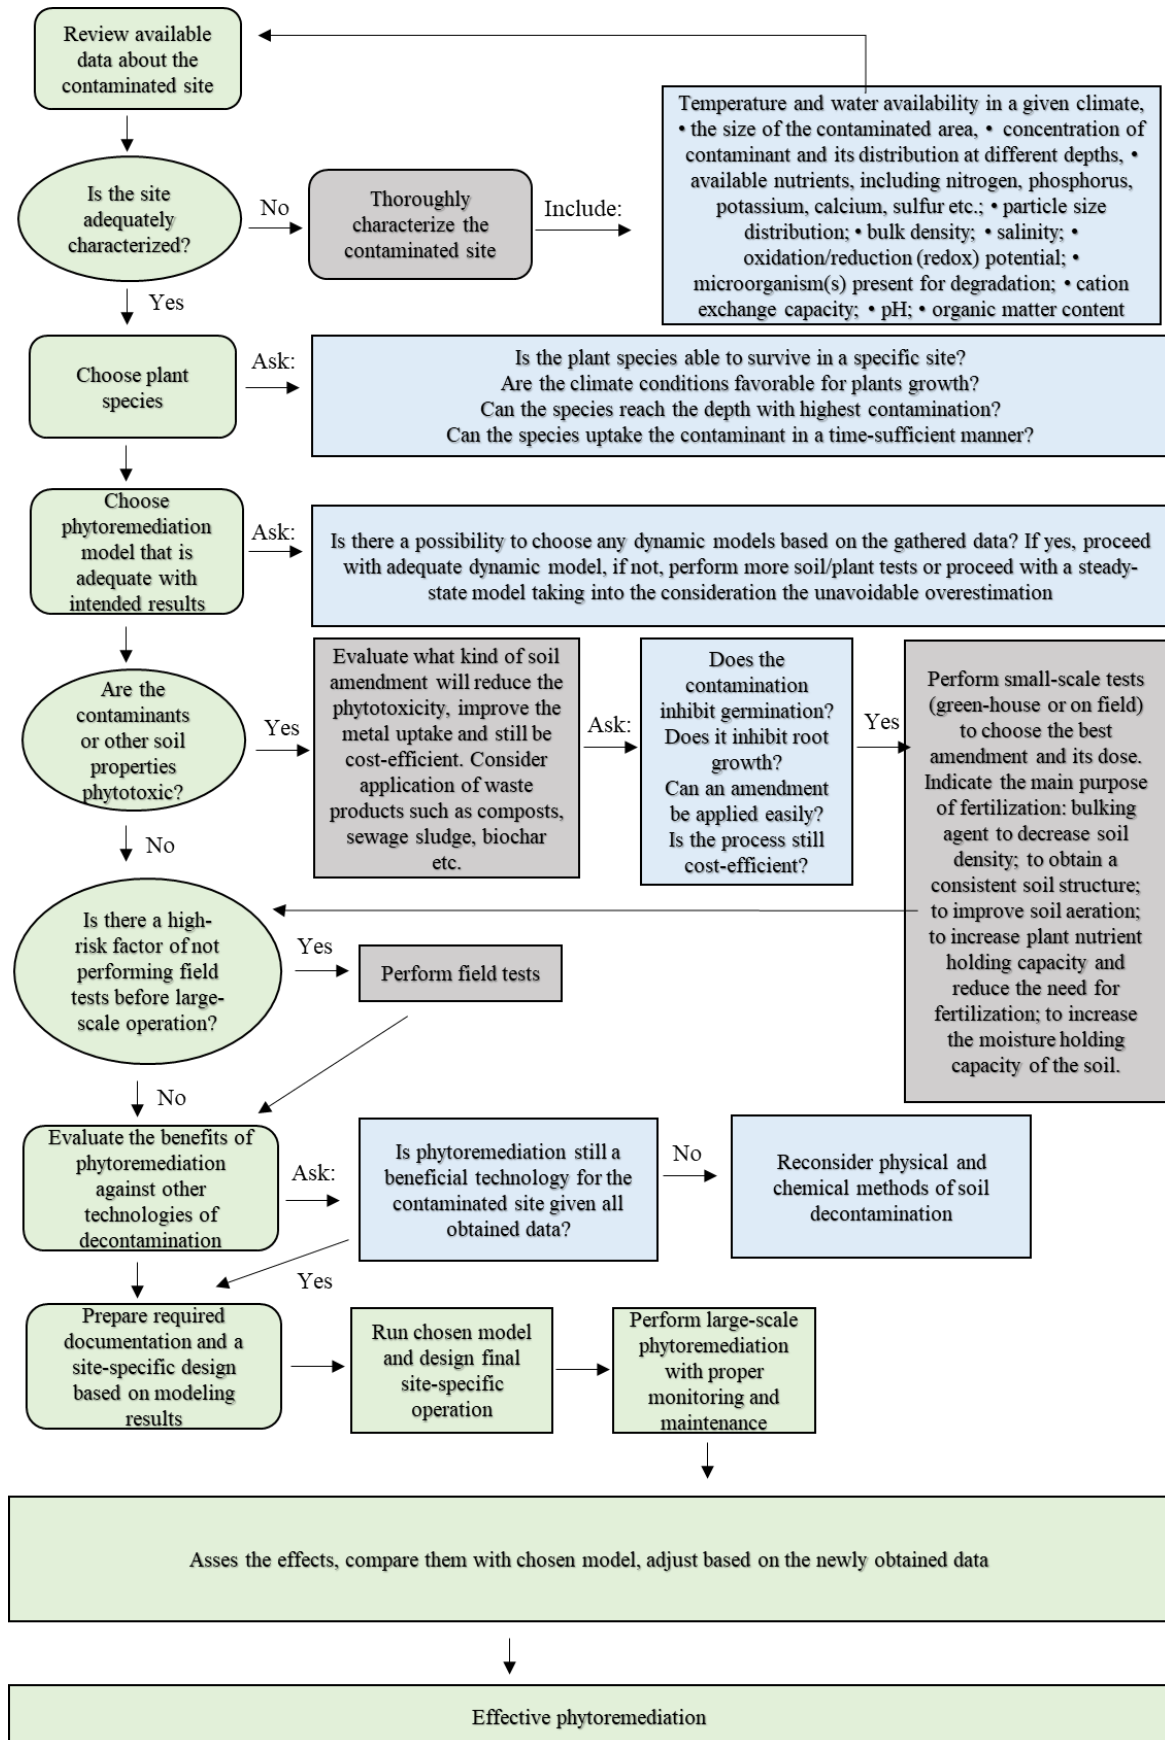 Review available
data about the
contaminated site
Is the site
adequately
characterized?
No
Thoroughly
characterize the
contaminated site
Include:
Temperature and water availability in a given climate,
• the size of the contaminated area, • concentration of
contaminant and its distribution at different depths, •
available nutrients, including nitrogen, phosphorus,
potassium, calcium, sulfur etc.; • particle size
distribution; • bulk density; • salinity; •
oxidation/reduction (redox) potential; •
microorganism(s) present for degradation; • cation
exchange capacity; • pH; • organic matter content
Yes
Choose plant
species
Ask:
Is the plant species able to survive in a specific site?
Are the climate conditions favorable for plants growth?
Can the species reach the depth with highest contamination?
Can the species uptake the contaminant in a time-sufficient manner?
Choose
phytoremediation
model that is
adequate with
intended results
Ask:
Is there a possibility to choose any dynamic models based on the gathered data? If yes, proceed
with adequate dynamic model, if not, perform more soil/plant tests or proceed with a steady-
state model taking into the consideration the unavoidable overestimation
Are the
contaminants
or other soil
properties
phytotoxic?
Yes
Evaluate what kind of soil
amendment will reduce the
phytotoxicity, improve the
metal uptake and still be
cost-efficient. Consider
application of waste
products such as composts,
sewage sludge, biochar
etc.
Ask:
Does the
contamination
inhibit germination?
Does it inhibit root
growth?
Can an amendment
be applied easily?
Is the process still
cost-efficient?
Yes
Perform small-scale tests
(green-house or on field)
to choose the best
amendment and its dose.
Indicate the main purpose
of fertilization: bulking
agent to decrease soil
density; to obtain a
consistent soil structure;
to improve soil aeration;
to increase plant nutrient
holding capacity and
reduce the need for
fertilization; to increase
the moisture holding
capacity of the soil.
No
Is there a high-
risk factor of not
performing field
tests before large-
scale operation?
Yes
Perform field tests
No
Evaluate the benefits of
phytoremediation
against other
technologies of
decontamination
Ask:
Is phytoremediation still a
beneficial technology for the
contaminated site given all
obtained data?
No
Reconsider physical and
chemical methods of soil
decontamination
Yes
Prepare required
documentation and a
site-specific design
based on modeling
results
Run chosen model
and design final
site-specific
operation
Perform large-scale
phytoremediation
with proper
monitoring and
maintenance
Asses the effects, compare them with chosen model, adjust based on the newly obtained data
Effective phytoremediation